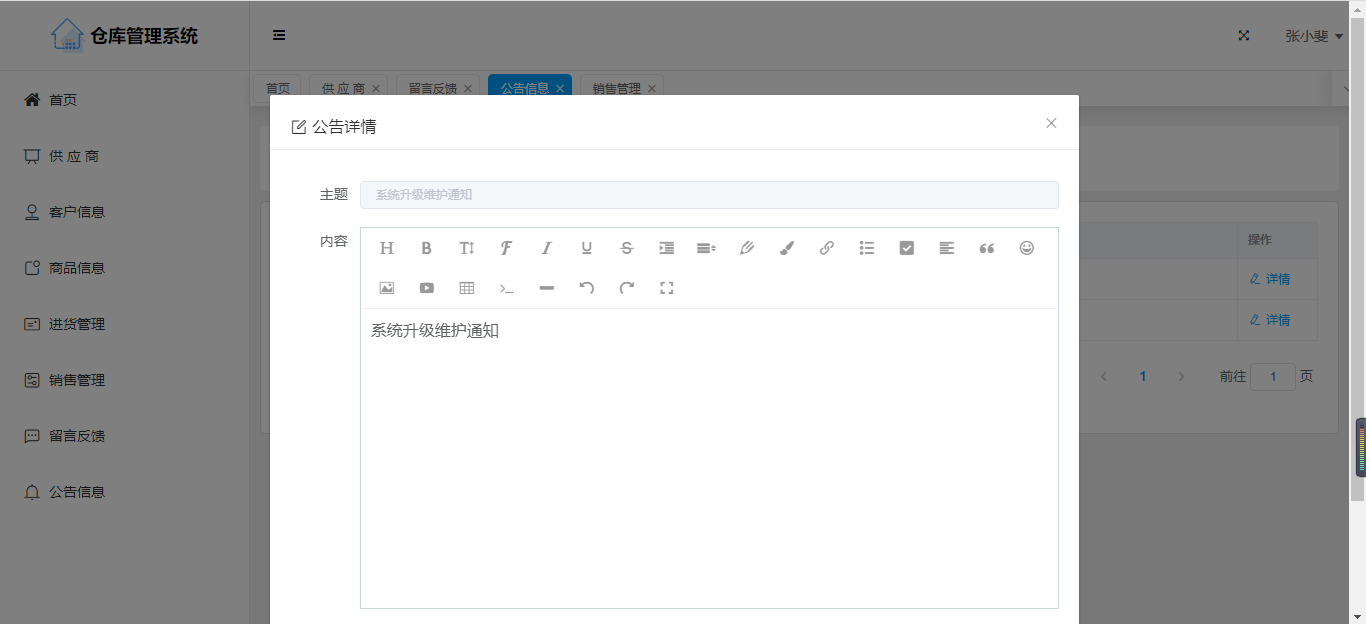 仓库管理系统
张小斐
首页
供 应 商
客户信息
商品信息
进货管理
销售管理
留言反馈
公告信息
首页
供 应 商
留言反馈
公告信息
销售管理
公告详情
主题
系统升级维护通知
内容
系统升级维护通知
操作
详情
详情
1
前往
1
页